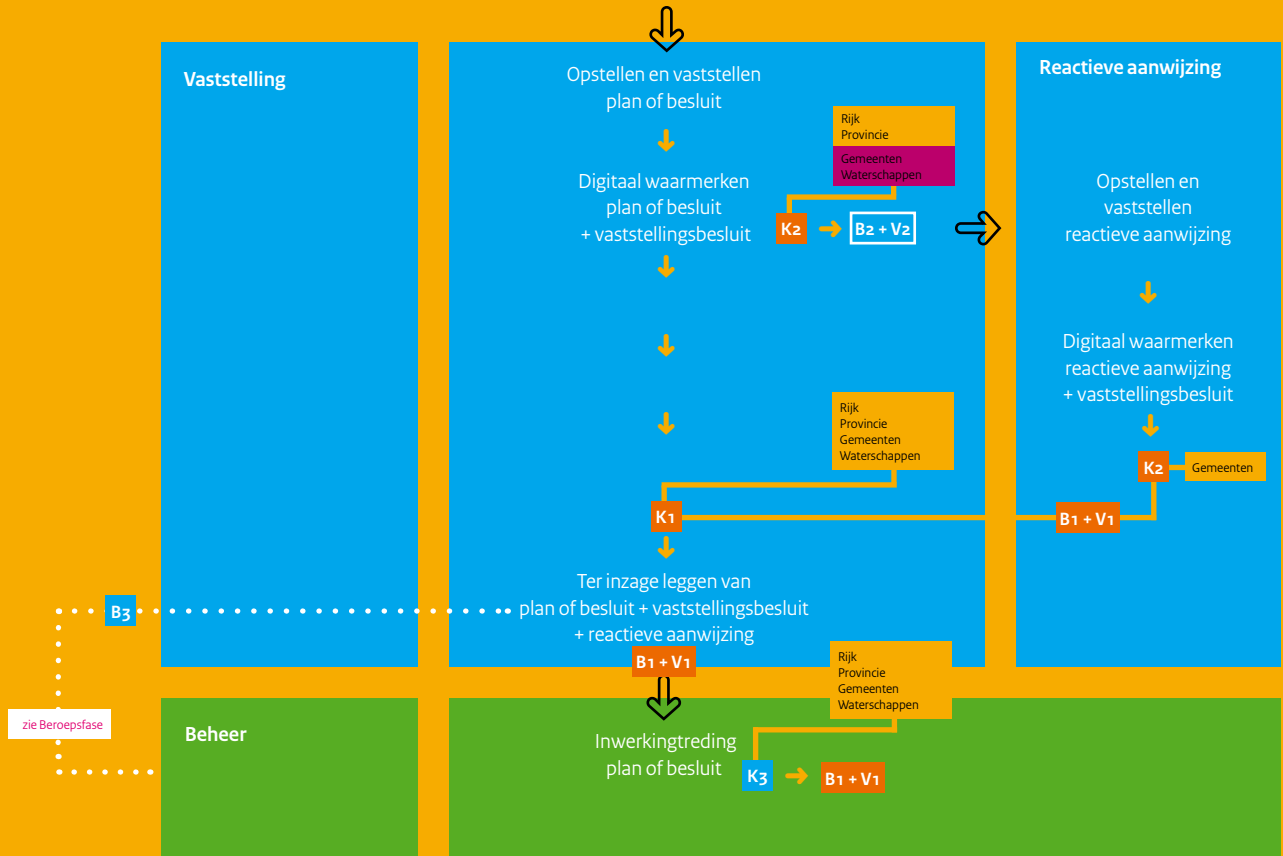 Vaststelling
Opstellen en vaststellen
plan of besluit
Rijk
Provincie
Gemeenten
Waterschappen
Digitaal waarmerken
plan of besluit
+ vaststellingsbesluit
K2
B2 + V2
Reactieve aanwijzing
Opstellen en
vaststellen
reactieve aanwijzing
Digitaal waarmerken
reactieve aanwijzing
+ vaststellingsbesluit
K2
Gemeenten
B1 + V1
Rijk
Provincie
Gemeenten
Waterschappen
K1
Ter inzage leggen van
plan of besluit + vaststellingsbesluit
+ reactieve aanwijzing
B1 + V1
B3
zie Beroepsfase
Beheer
Rijk
Provincie
Gemeenten
Waterschappen
Inwerkingtreding
plan of besluit
K3
B1 + V1